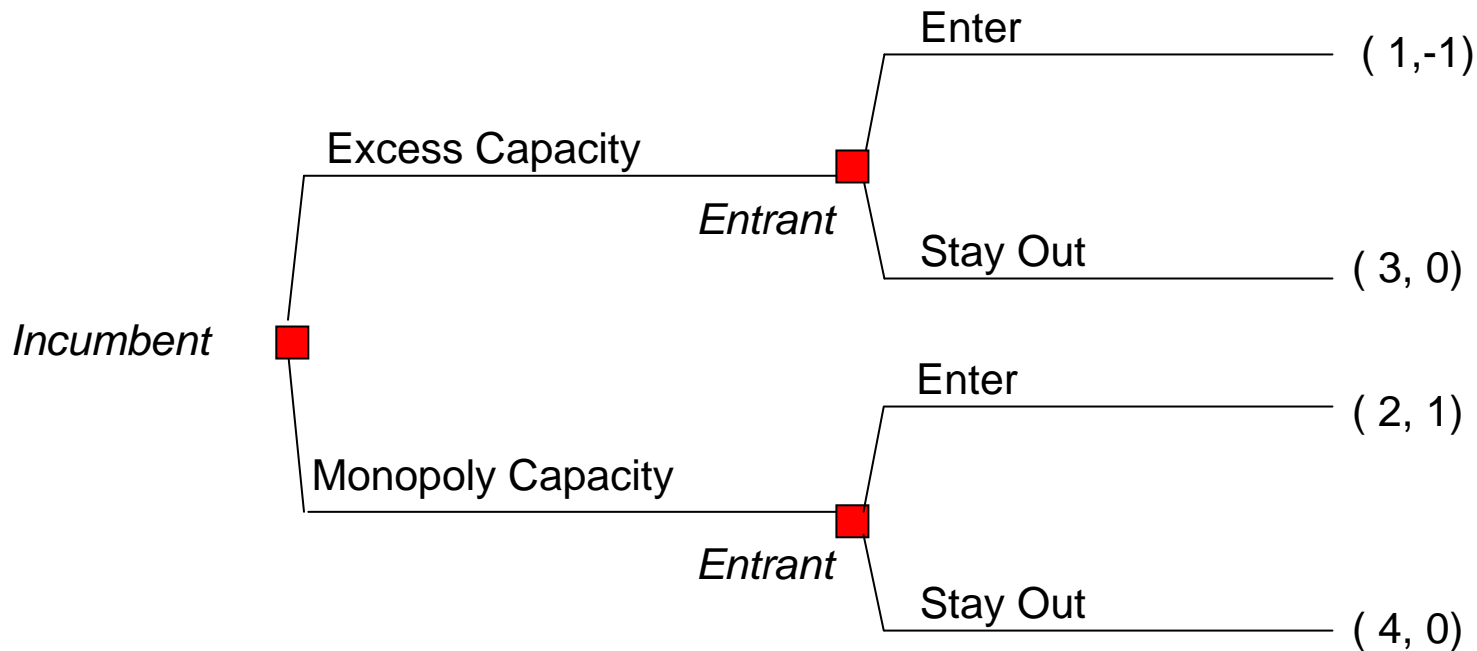 Enter
( 1,-1)
Excess Capacity
Entrant
Stay Out
( 3, 0)
Incumbent
Enter
( 2, 1)
Monopoly Capacity
Entrant
Stay Out
( 4, 0)